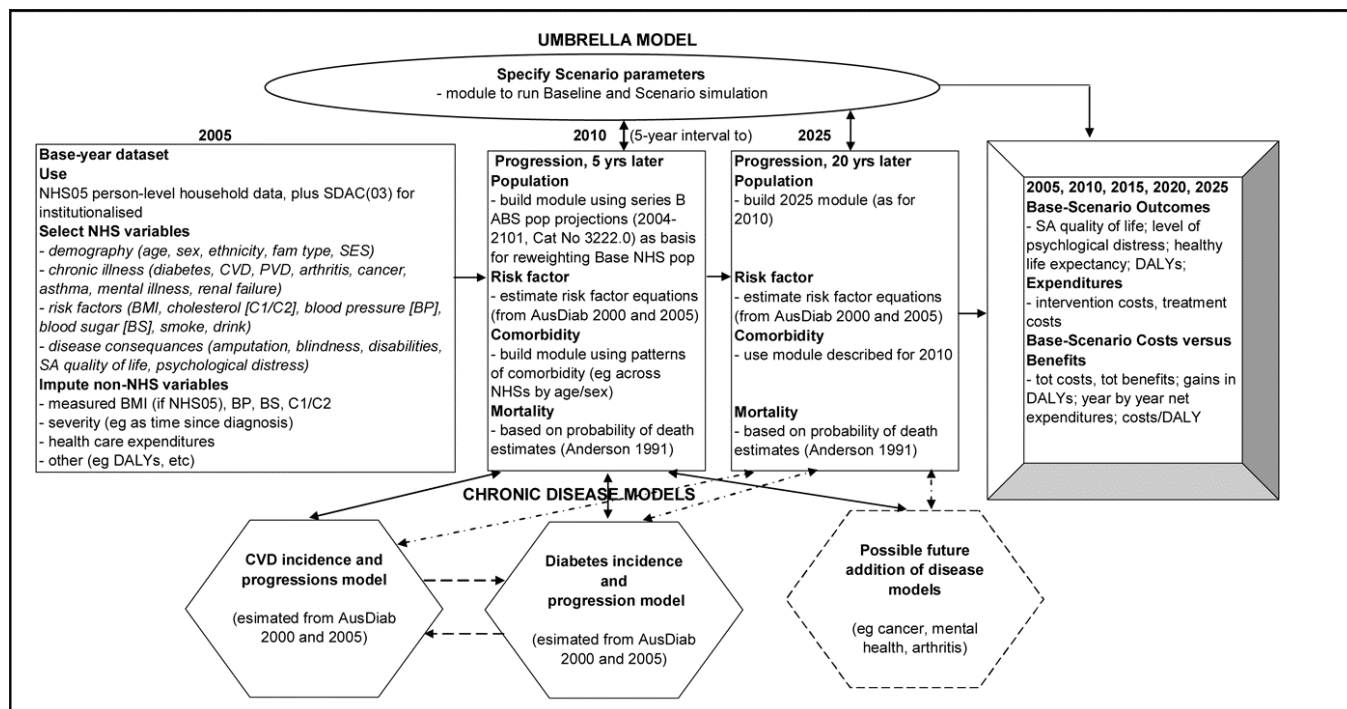 UMBRELLA MODEL
Specify Scenario parameters
- module to run Baseline and Scenario simulation
2005
Base-year dataset
Use
NHS05 person-level household data, plus SDAC(03) for
institutionalised
Select NHS variables
- demography (age, sex, ethnicity, fam type, SES)
- chronic illness (diabetes, CVD, PVD, arthritis, cancer,
asthma, mental illness, renal failure)
- risk factors (BMI, cholesterol [C1/C2], blood pressure [BP],
blood sugar [BS], smoke, drink)
- disease consequances (amputation, blindness, disabilities,
SA quality of life, psychological distress)
Impute non-NHS variables
- measured BMI (if NHS05), BP, BS, C1/C2
- severity (eg as time since diagnosis)
- health care expenditures
- other (eg DALYs, etc)
2010 (5-year interval to)
Progression, 5 yrs later
Population
- build module using series B
ABS pop projections (2004-
2101, Cat No 3222.0) as basis
for reweighting Base NHS pop
Risk factor
- estimate risk factor equations
(from AusDiab 2000 and 2005)
Comorbidity
- build module using patterns
of comorbidity (eg across
NHSs by age/sex)
Mortality
- based on probability of death
estimates (Anderson 1991)
2025
Progression, 20 yrs later
Population
- build 2025 module (as for
2010)
Risk factor
- estimate risk factor equations
(from AusDiab 2000 and 2005)
Comorbidity
- use module described for 2010
Mortality
- based on probability of death
estimates (Anderson 1991)
2005, 2010, 2015, 2020, 2025
Base-Scenario Outcomes
- SA quality of life; level of
psychlogical distress; healthy
life expectancy; DALYs;
Expenditures
- intervention costs, treatment
costs
Base-Scenario Costs versus
Benefits
- tot costs, tot benefits; gains in
DALYs; year by year net
expenditures; costs/DALY
CHRONIC DISEASE MODELS
CVD incidence and
progressions model
(esimated from AusDiab
2000 and 2005)
Diabetes incidence
and
progression model
(esimated from AusDiab
2000 and 2005)
Possible future
addition of disease
models
(eg cancer, mental
health, arthritis)